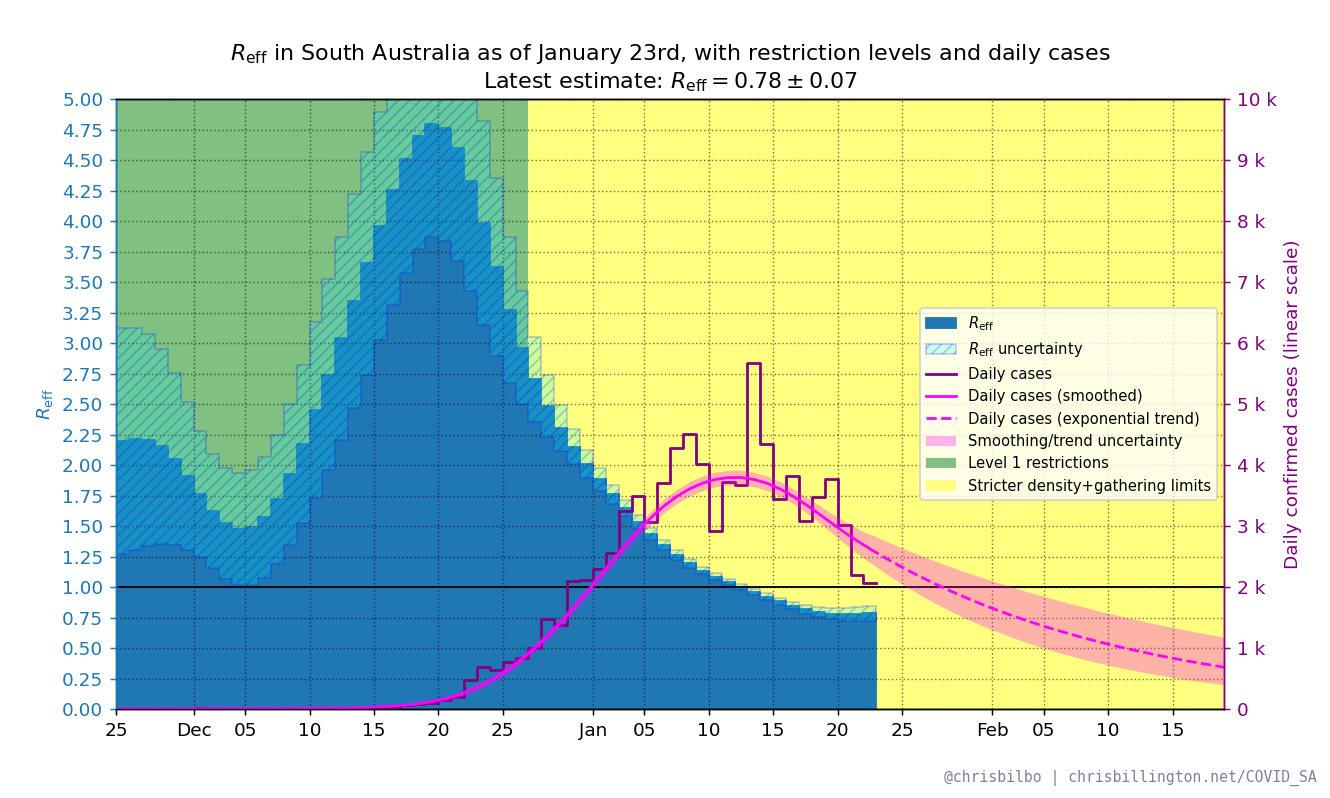 R_eff in South Australia as of January 23rd, with restriction levels and daily cases
Latest estimate: R_eff = 0.78 ± 0.07
5.00
4.75
4.50
4.25
4.00
3.75
3.50
3.25
3.00
2.75
2.50
2.25
2.00
1.75
1.50
1.25
1.00
0.75
0.50
0.25
0.00
R_eff
10 k
9 k
8 k
7 k
6 k
5 k
4 k
3 k
2 k
1 k
0
Daily confirmed cases (linear scale)
R_eff
R_eff uncertainty
Daily cases
Daily cases (smoothed)
Daily cases (exponential trend)
Smoothing/trend uncertainty
Level 1 restrictions
Stricter density+gathering limits
25 Dec 05 10 15 20 25 Jan 05 10 15 20 25 Feb 05 10 15
@chrisbilbo | chrisbillington.net/COVID_SA